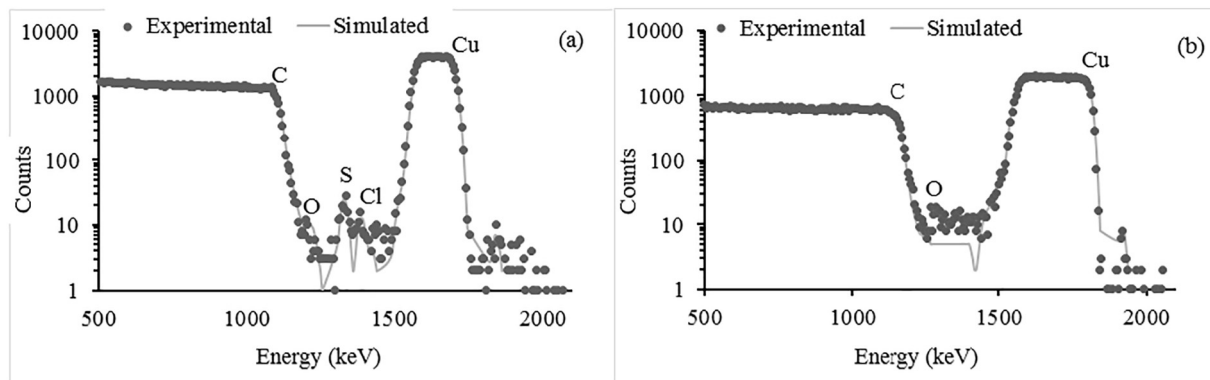 Experimental Simulated
(a)
Cu
C
S
Cl
O
10000
1000
100
10
1
Counts
500 1000 1500 2000
Energy (keV)
Experimental Simulated
(b)
Cu
C
O
10000
1000
100
10
1
Counts
500 1000 1500 2000
Energy (keV)